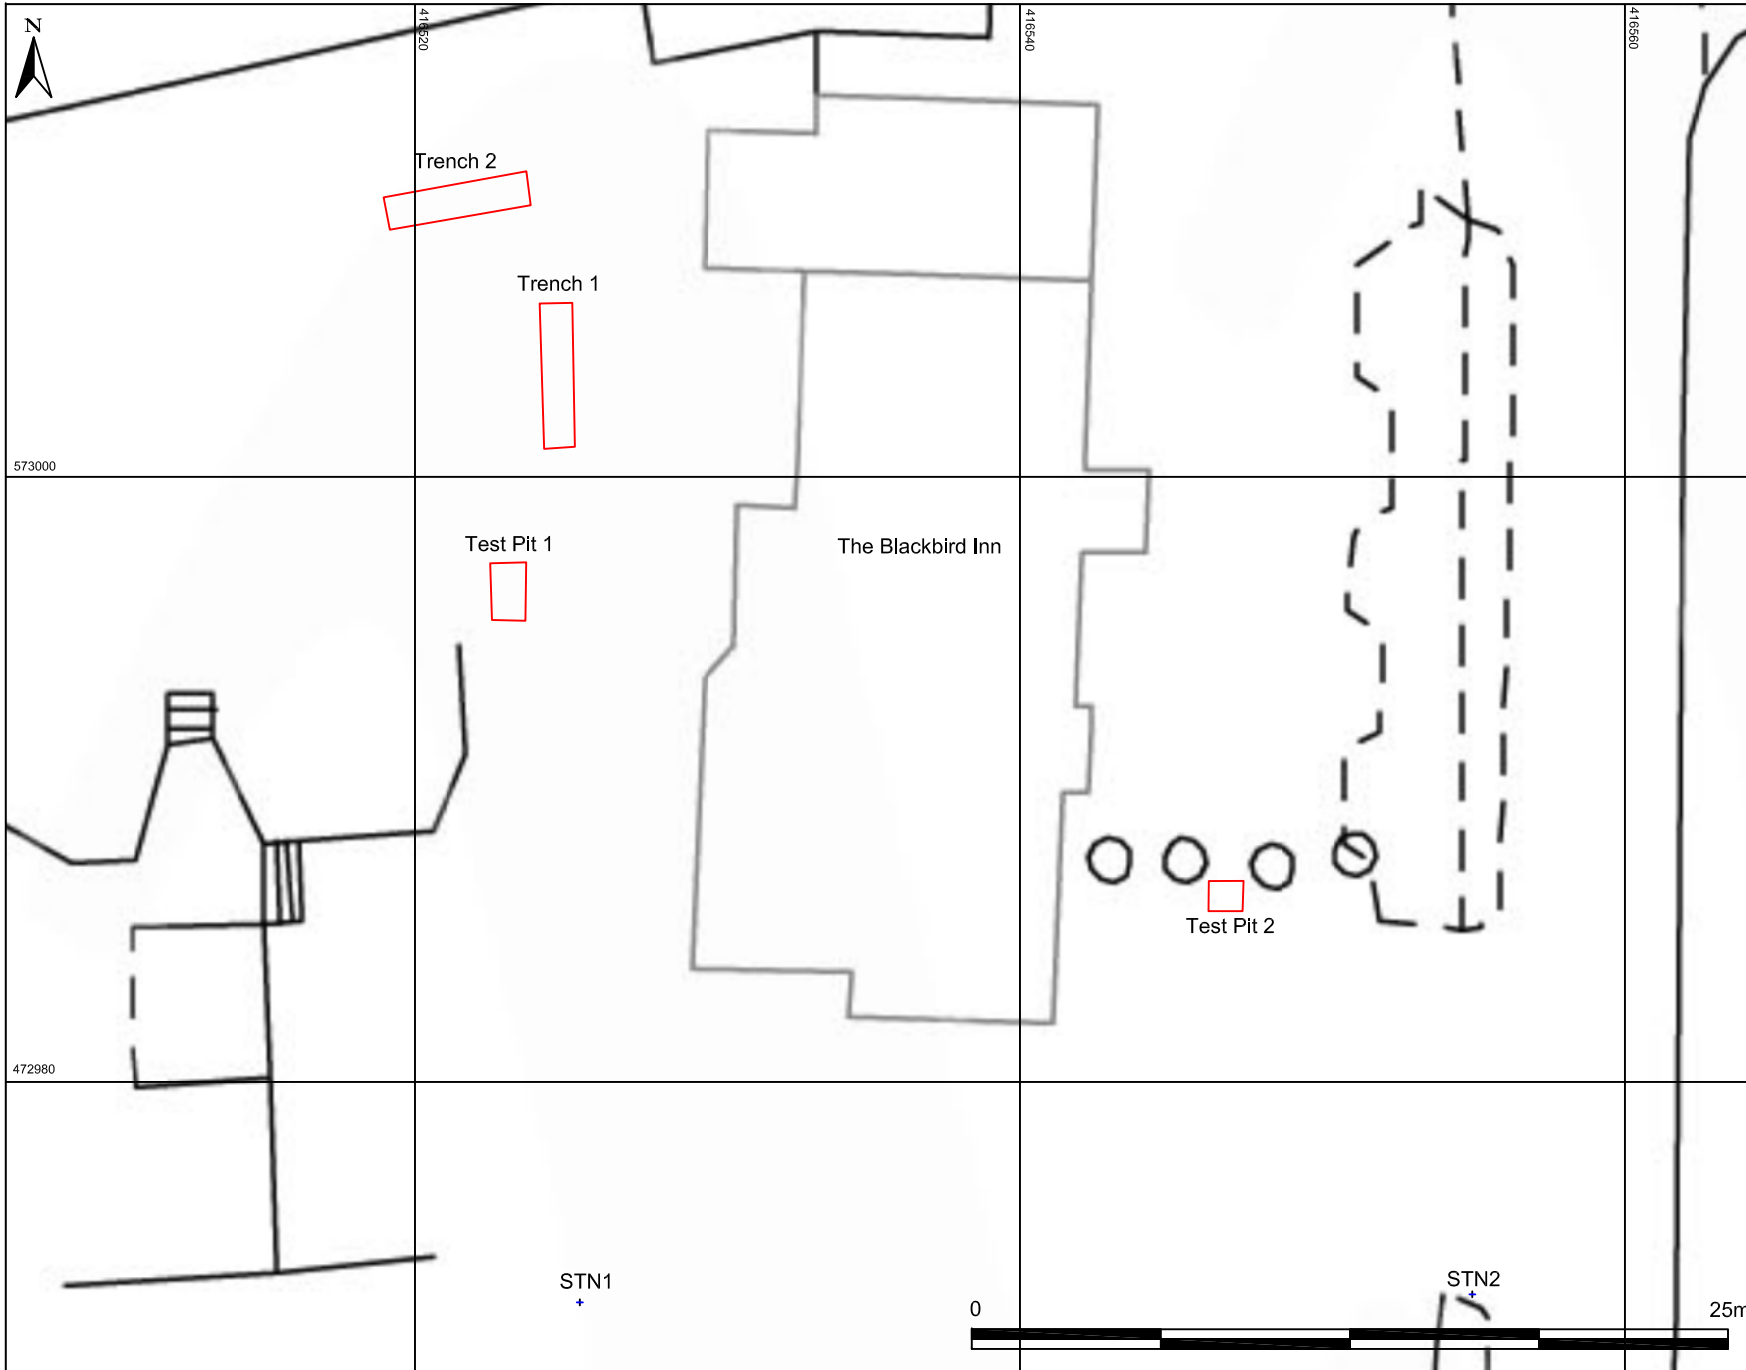 N
416520
416540
416560
Trench 2
Trench 1
573000
Test Pit 1
The Blackbird Inn
Test Pit 2
472980
STN1
STN2
0
25m